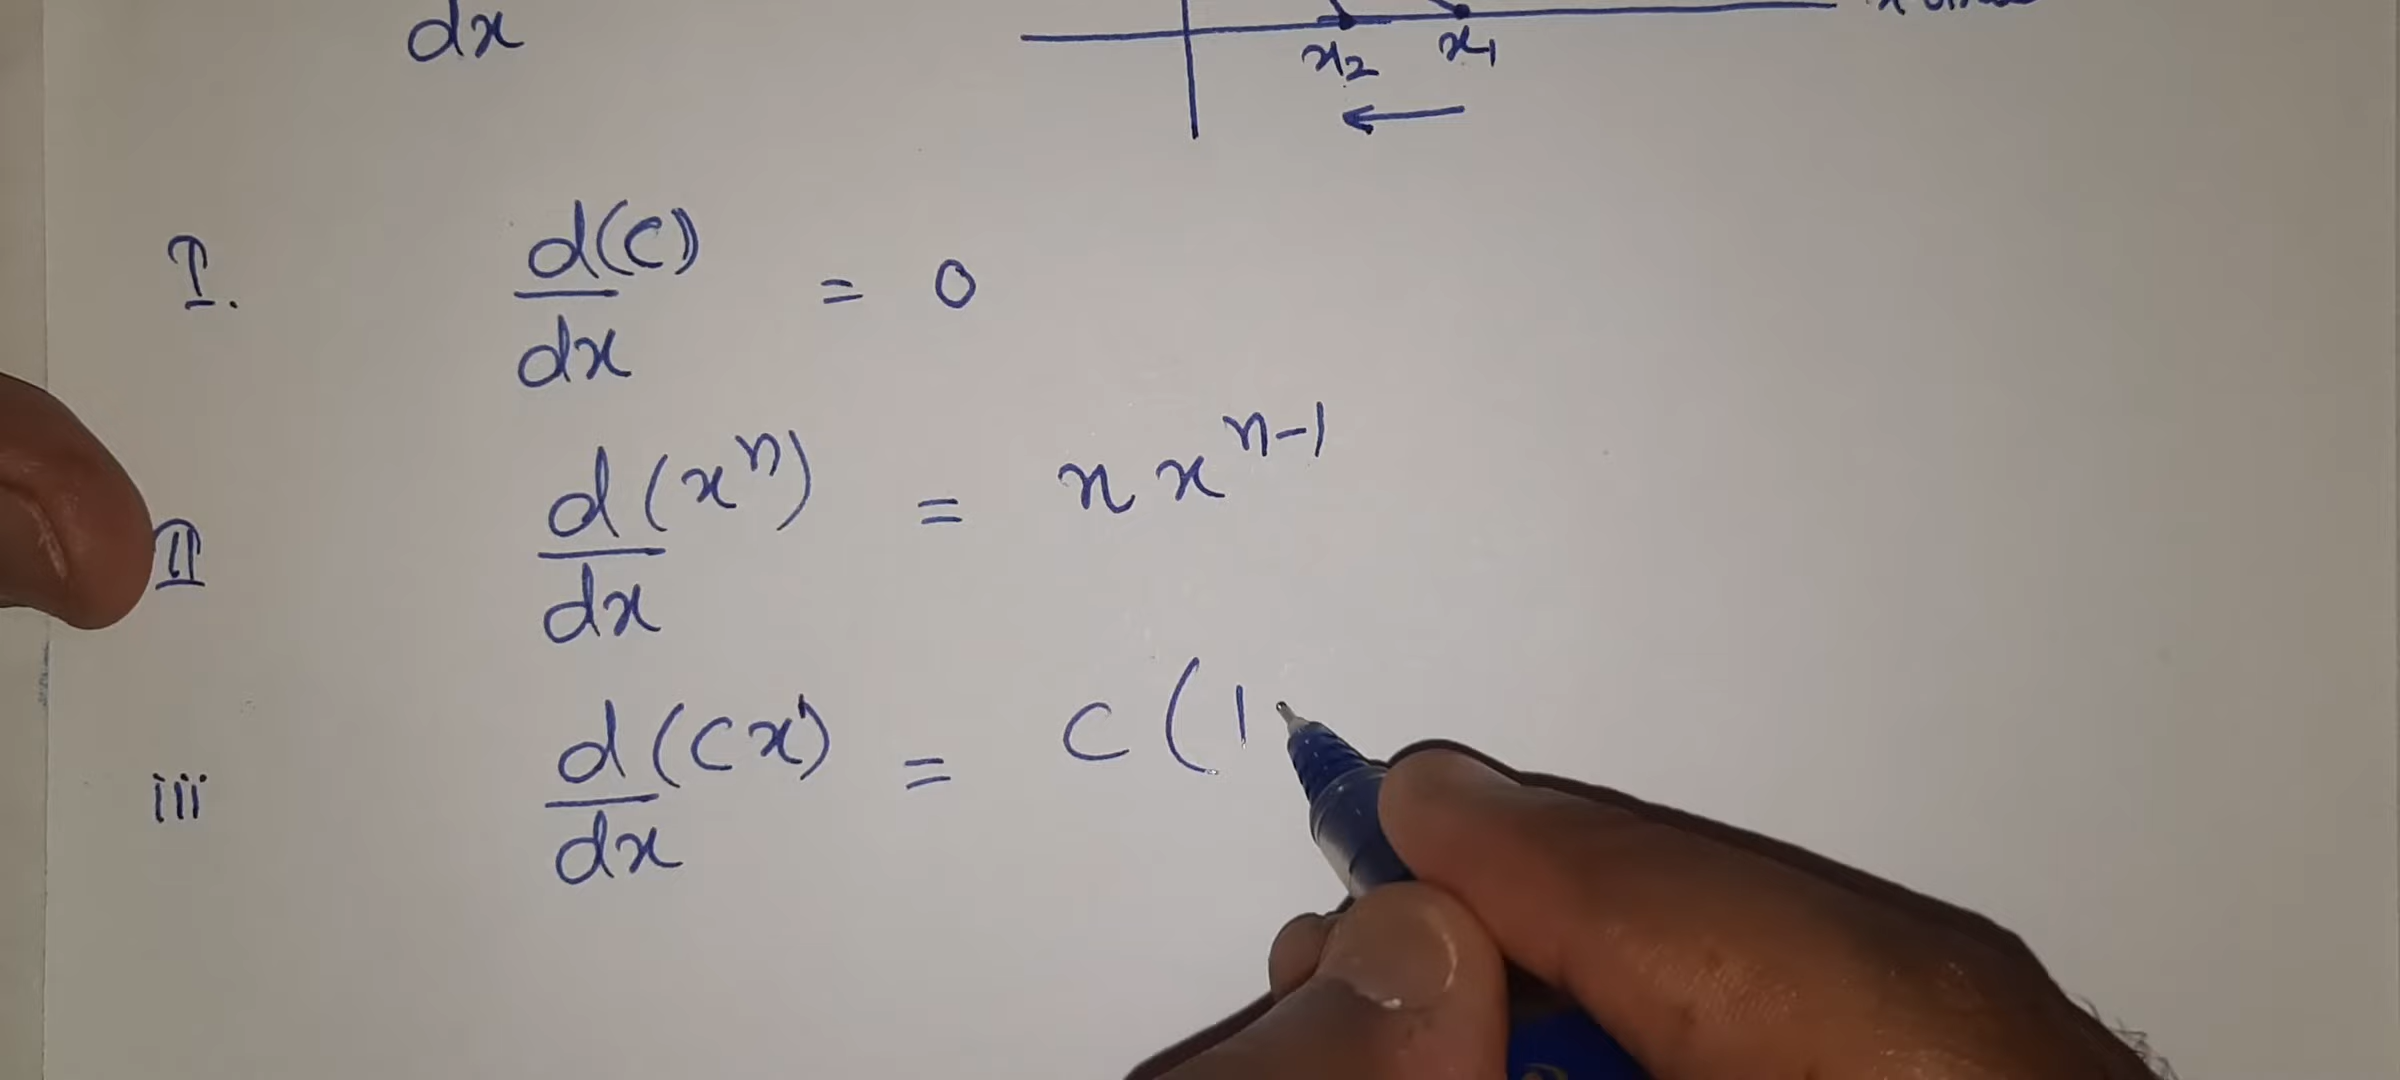 dx
x₂ x₁
I. d(c)/dx = 0
II d(xⁿ)/dx = n xⁿ⁻¹
iii d(cx)/dx = c (1